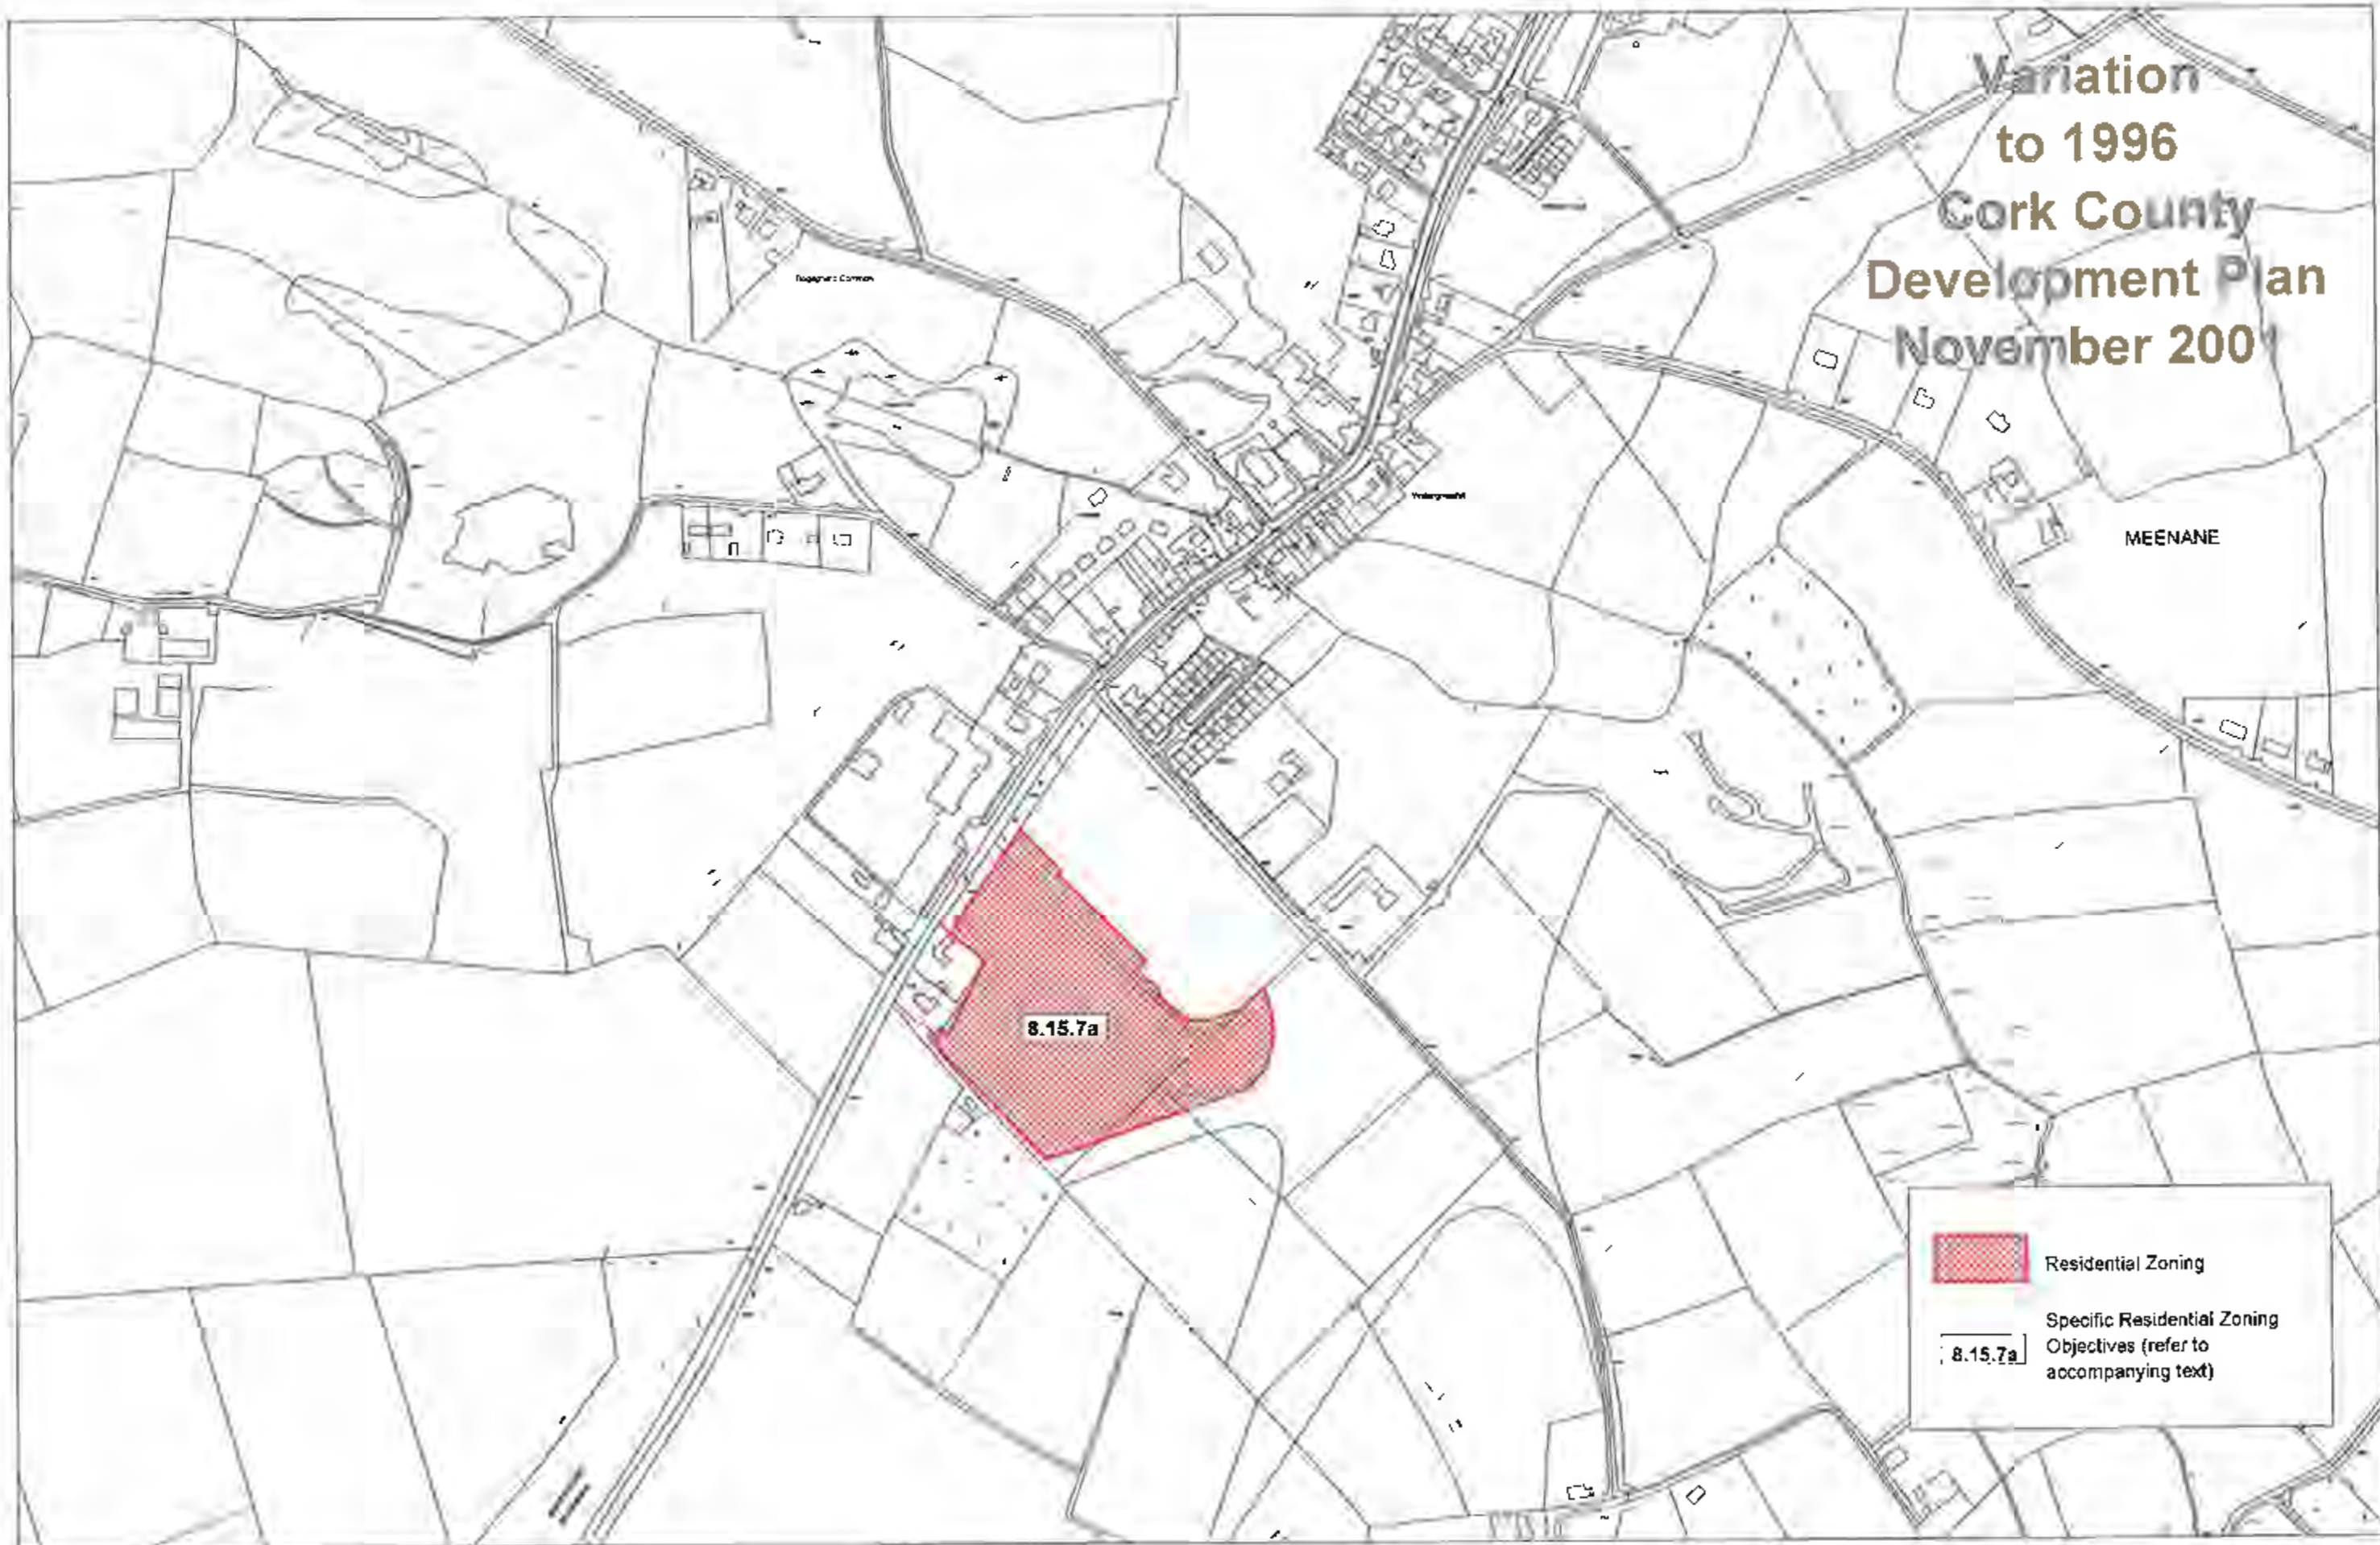 Variation
to 1996
Cork County
Development Plan
November 2001
Watergrasshill
MEENANE
8.15.7a
Residential Zoning
8.15.7a
Specific Residential Zoning
Objectives (refer to
accompanying text)